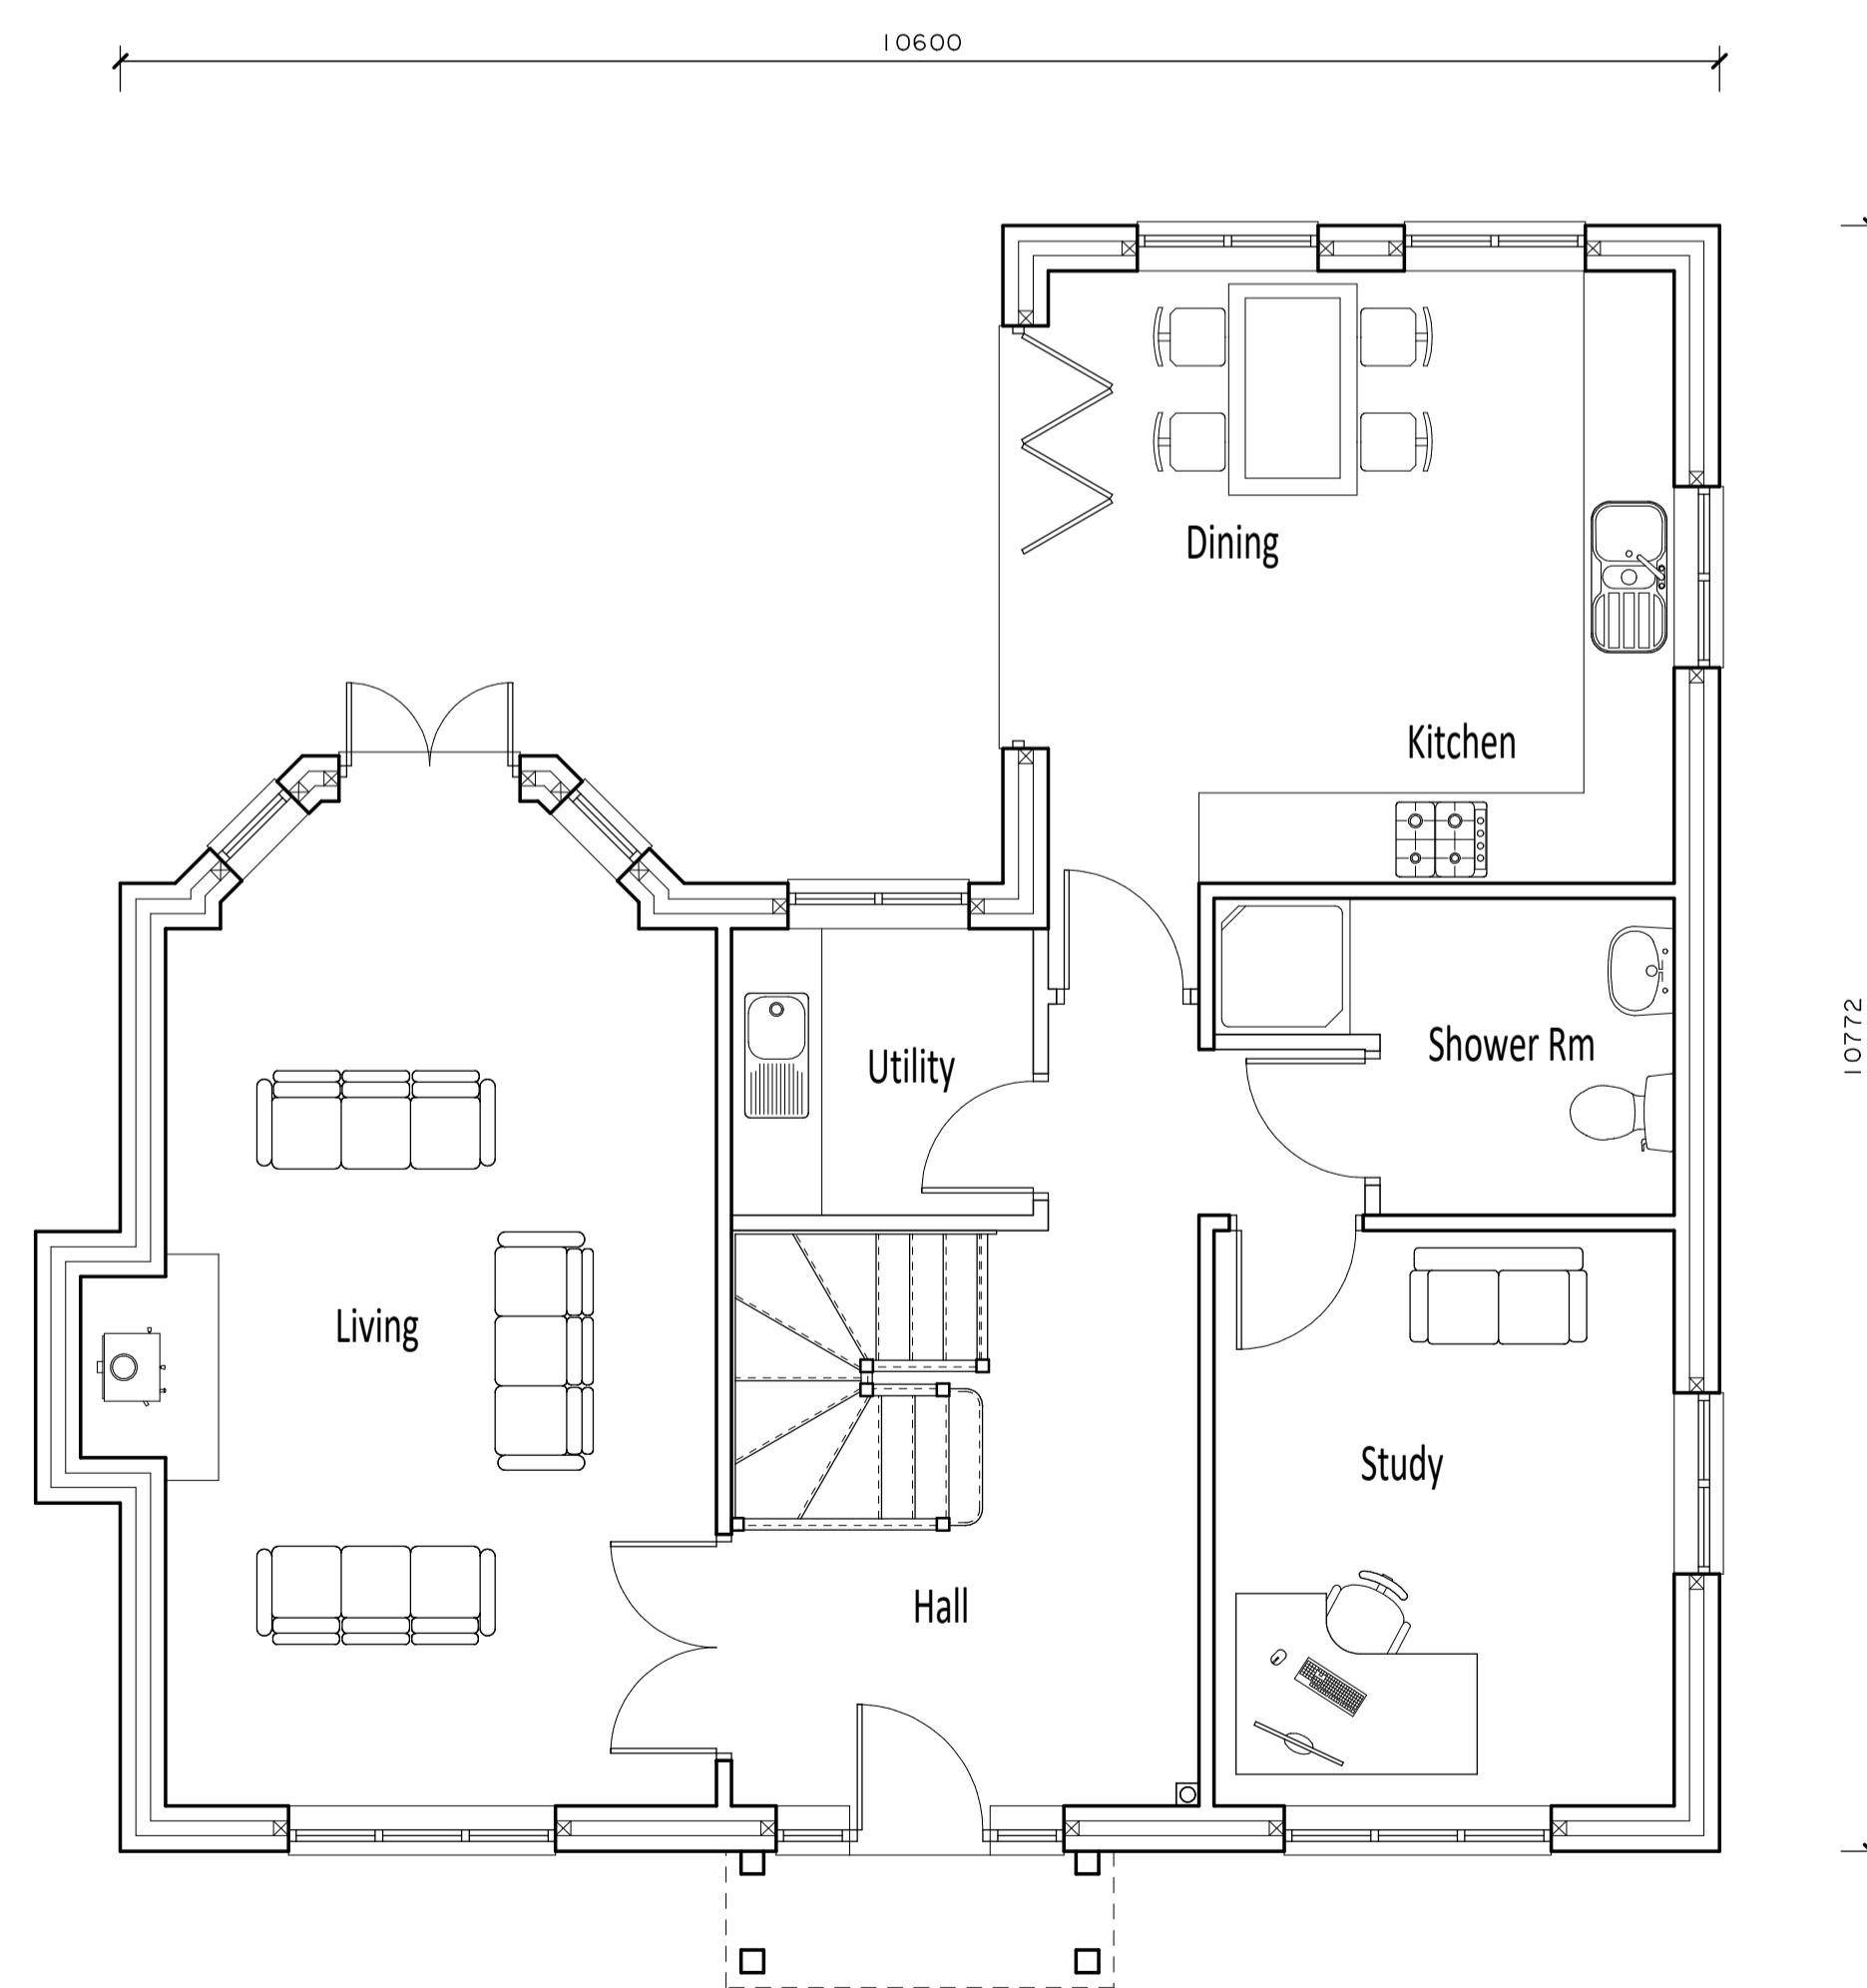 10600
Dining
Kitchen
Utility
Shower Rm
10772
Living
Study
Hall